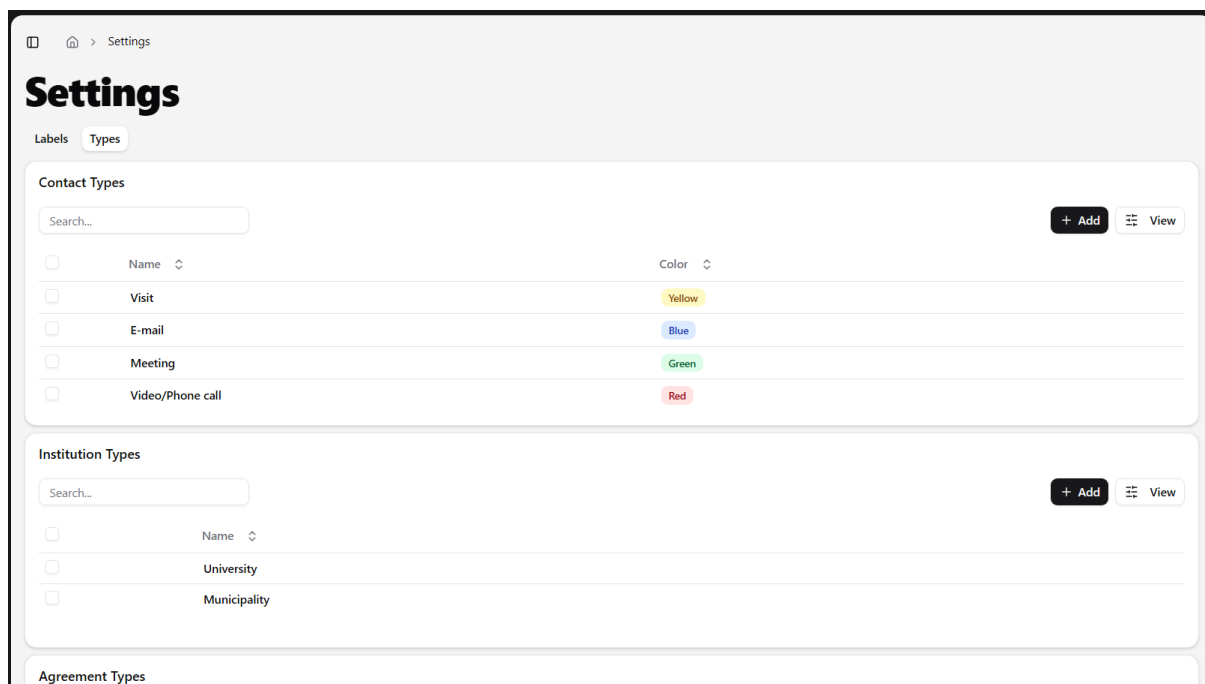 Settings
Settings
Labels Types
Contact Types
Search...
+ Add View
Name Color
Visit Yellow
E-mail Blue
Meeting Green
Video/Phone call Red
Institution Types
Search...
+ Add View
Name
University
Municipality
Agreement Types